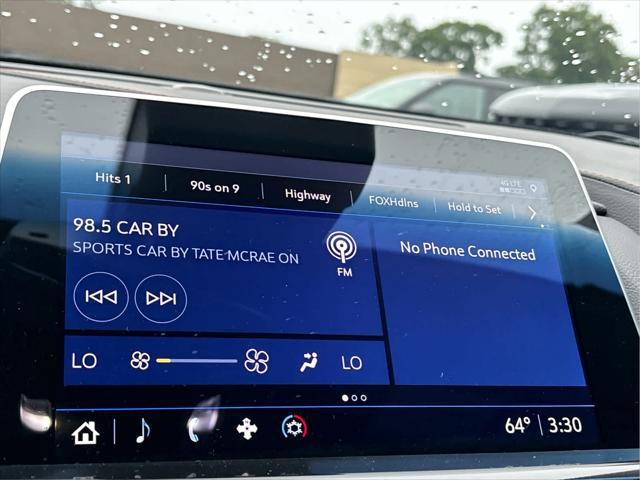 4G LTE
Hits 1
90s on 9
Highway
FOXHdlns
Hold to Set
98.5 CAR BY
SPORTS CAR BY TATE MCRAE ON
FM
No Phone Connected
LO
LO
64° 3:30